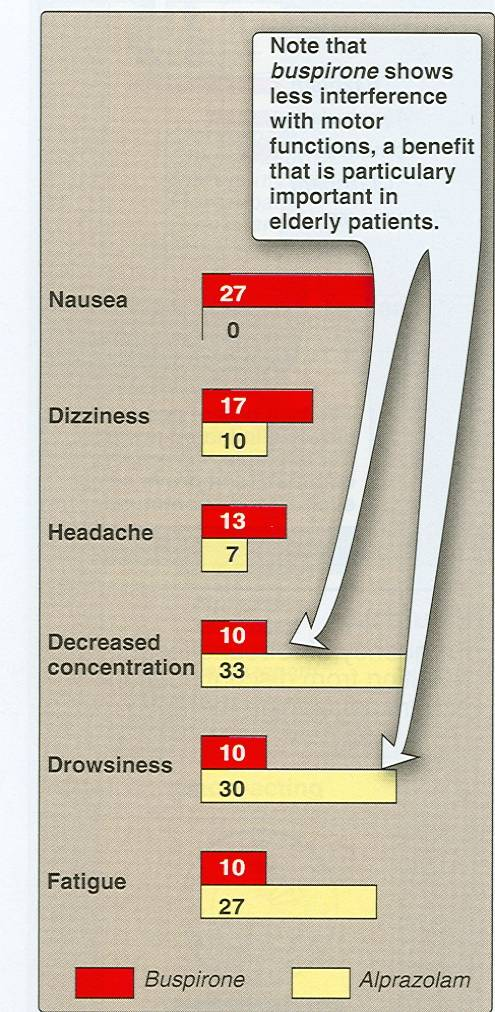 Note that
buspirone shows
less interference
with motor
functions, a benefit
that is particulary
important in
elderly patients.
Nausea
27
0
Dizziness
17
10
Headache
13
7
Decreased
concentration
10
33
Drowsiness
10
30
Fatigue
10
27
Buspirone
Alprazolam